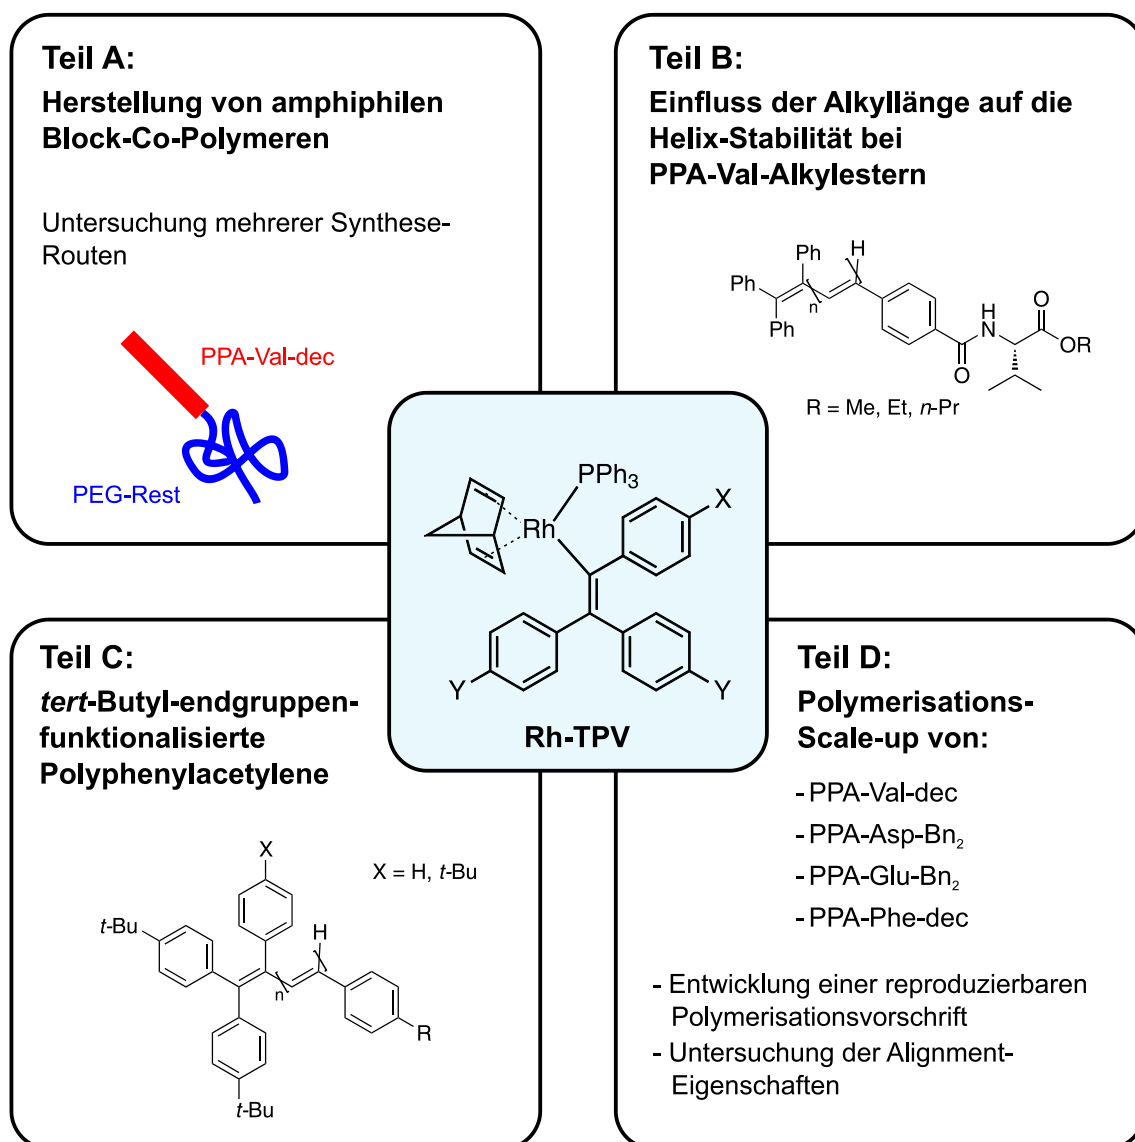 Teil A:
Herstellung von amphiphilen
Block-Co-Polymeren
Untersuchung mehrerer Synthese-
Routen
PPA-Val-dec
PEG-Rest
Teil B:
Einfluss der Alkyllänge auf die
Helix-Stabilität bei
PPA-Val-Alkylestern
Ph
Ph
H
Ph
Ph
n
H
N
O
O
OR
R = Me, Et, n-Pr
PPh₃
Rh
X
Y
Y
Rh-TPV
Teil C:
tert-Butyl-endgruppen-
funktionalisierte
Polyphenylacetylene
X
X = H, t-Bu
t-Bu
H
n
R
t-Bu
Teil D:
Polymerisations-
Scale-up von:
- PPA-Val-dec
- PPA-Asp-Bn₂
- PPA-Glu-Bn₂
- PPA-Phe-dec
- Entwicklung einer reproduzierbaren
Polymerisationsvorschrift
- Untersuchung der Alignment-
Eigenschaften